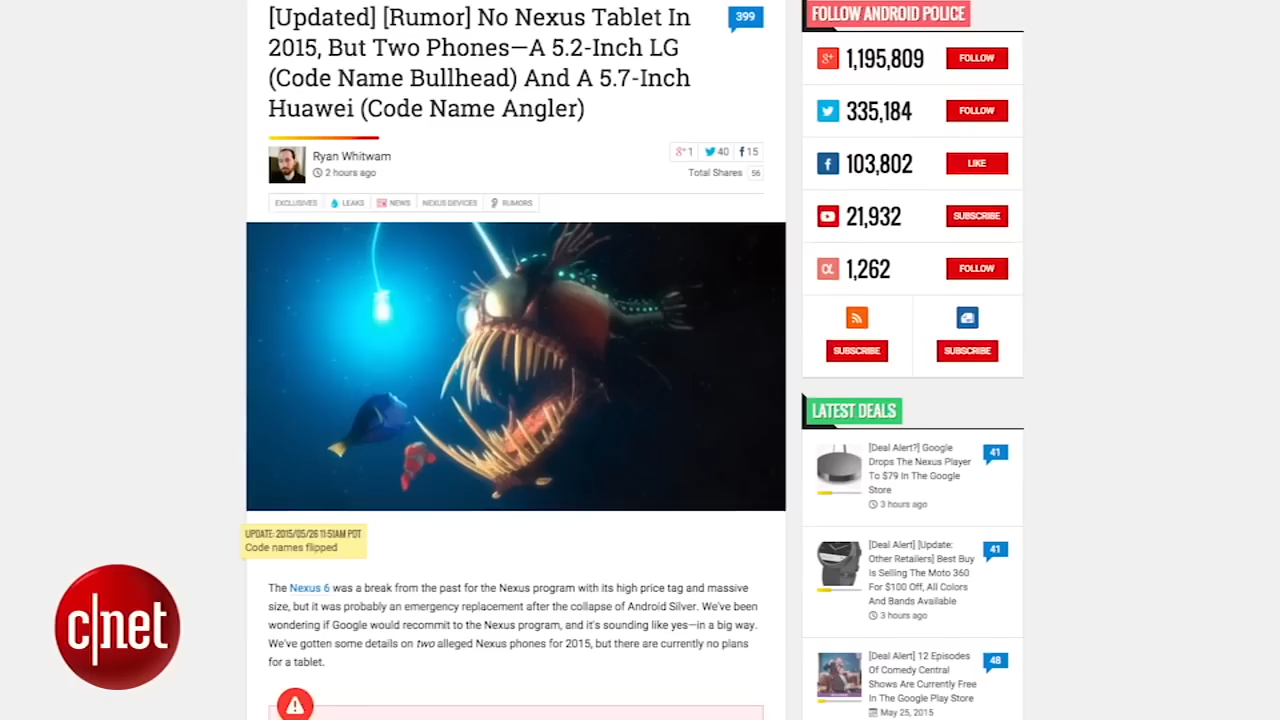 [Updated] [Rumor] No Nexus Tablet In
2015, But Two Phones—A 5.2-Inch LG
(Code Name Bullhead) And A 5.7-Inch
Huawei (Code Name Angler)
399
Ryan Whitwam
2 hours ago
g+ 1 40 f 15
Total Shares 56
EXCLUSIVES LEAKS NEWS NEXUS DEVICES RUMORS
UPDATE: 2015/05/26 11:51AM PDT
Code names flipped
The Nexus 6 was a break from the past for the Nexus program with its high price tag and massive
size, but it was probably an emergency replacement after the collapse of Android Silver. We've been
wondering if Google would recommit to the Nexus program, and it's sounding like yes—in a big way.
We've gotten some details on two alleged Nexus phones for 2015, but there are currently no plans
for a tablet.
c|net
FOLLOW ANDROID POLICE
g+ 1,195,809 FOLLOW
335,184 FOLLOW
f 103,802 LIKE
21,932 SUBSCRIBE
α 1,262 FOLLOW
SUBSCRIBE SUBSCRIBE
LATEST DEALS
[Deal Alert?] Google
Drops The Nexus Player
To $79 In The Google
Store
3 hours ago
41
[Deal Alert] [Update:
Other Retailers] Best Buy
Is Selling The Moto 360
For $100 Off, All Colors
And Bands Available
3 hours ago
41
[Deal Alert] 12 Episodes
Of Comedy Central
Shows Are Currently Free
In The Google Play Store
May 25, 2015
48